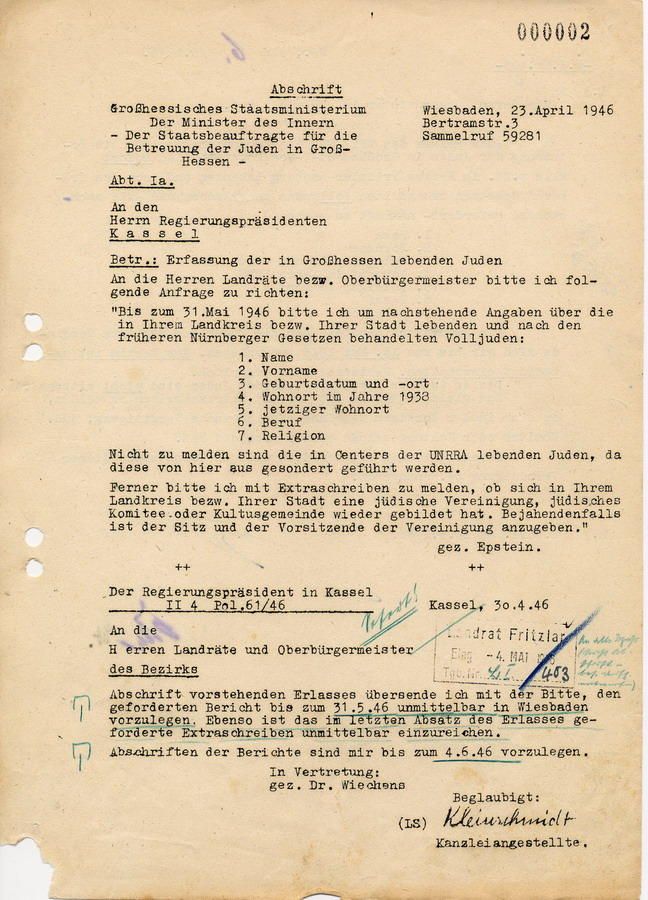 000002
Abschrift
Großhessisches Staatsministerium
Der Minister des Innern
- Der Staatsbeauftragte für die
Betreuung der Juden in Groß-
Hessen -
Wiesbaden, 23.April 1946
Bertramstr.3
Sammelruf 59281
Abt. Ia.
An den
Herrn Regierungspräsidenten
K a s s e l
Betr.: Erfassung der in Großhessen lebenden Juden
An die Herren Landräte bezw. Oberbürgermeister bitte ich fol-
gende Anfrage zu richten:
"Bis zum 31.Mai 1946 bitte ich um nachstehende Angaben über die
in Ihrem Landkreis bezw. Ihrer Stadt lebenden und nach den
früheren Nürnberger Gesetzen behandelten Volljuden:
1. Name
2. Vorname
3. Geburtsdatum und -ort
4. Wohnort im Jahre 1938
5. jetziger Wohnort
6. Beruf
7. Religion
Nicht zu melden sind die in Centers der UNRRA lebenden Juden, da
diese von hier aus gesondert geführt werden.
Ferner bitte ich mit Extraschreiben zu melden, ob sich in Ihrem
Landkreis bezw. Ihrer Stadt eine jüdische Vereinigung, jüdisches
Komitee oder Kultusgemeinde wieder gebildet hat. Bejahendenfalls
ist der Sitz und der Vorsitzende der Vereinigung anzugeben."
gez. Epstein.
++ ++
Der Regierungspräsident in Kassel
II 4 Pol.61/46
Kassel, 3o.4.46
Sofort!
An die
H erren Landräte und Oberbürgermeister
des Bezirks
Landrat Fritzlar
Eing. -4. MAI
Tgb. Nr. 403
Abschrift vorstehenden Erlasses übersende ich mit der Bitte, den
geforderten Bericht bis zum 31.5.46 unmittelbar in Wiesbaden
vorzulegen. Ebenso ist das im letzten Absatz des Erlasses ge-
forderte Extraschreiben unmittelbar einzureichen.
Abschriften der Berichte sind mir bis zum 4.6.46 vorzulegen.
In Vertretung:
gez. Dr. Wiechens
Beglaubigt:
(LS) Kleinschmidt
Kanzleiangestellte.